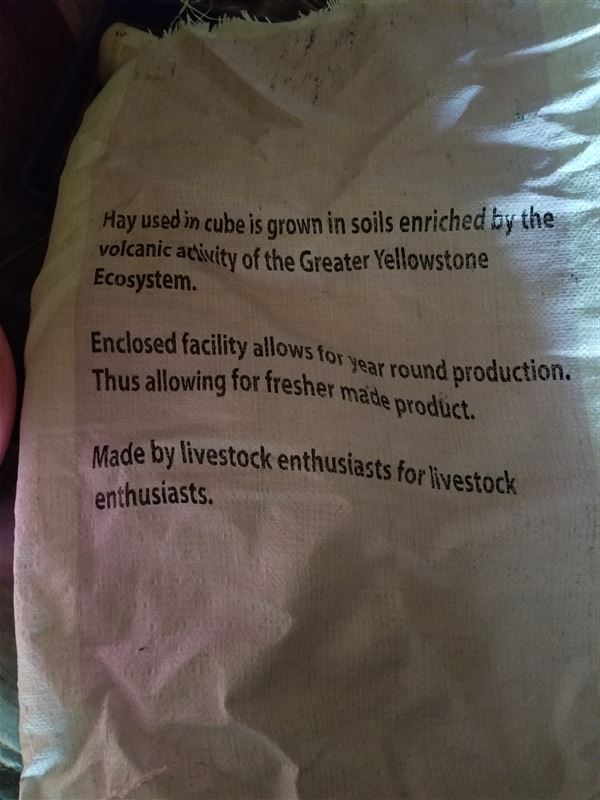 Hay used in cube is grown in soils enriched by the
volcanic activity of the Greater Yellowstone
Ecosystem.
Enclosed facility allows for year round production.
Thus allowing for fresher made product.
Made by livestock enthusiasts for livestock
enthusiasts.